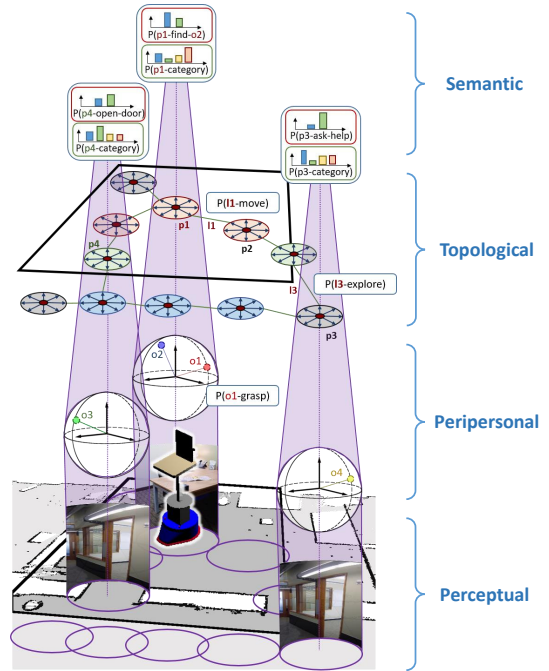 P(p1-find-o2)
P(p1-category)
Semantic
P(p4-open-door)
P(p4-category)
P(p3-ask-help)
P(p3-category)
P(l1-move)
p1
l1
p2
p4
Topological
P(l3-explore)
l3
p3
o2
o1
P(o1-grasp)
o3
Peripersonal
o4
Perceptual